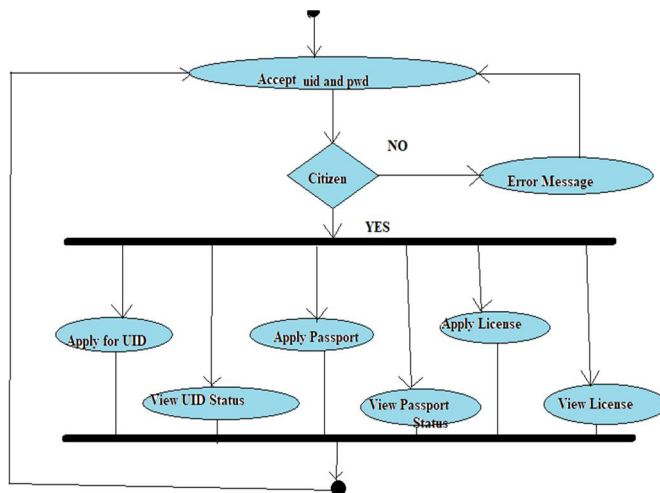 Accept uid and pwd
NO
Citizen
Error Message
YES
Apply for UID
Apply Passport
Apply License
View UID Status
View Passport
Status
View License